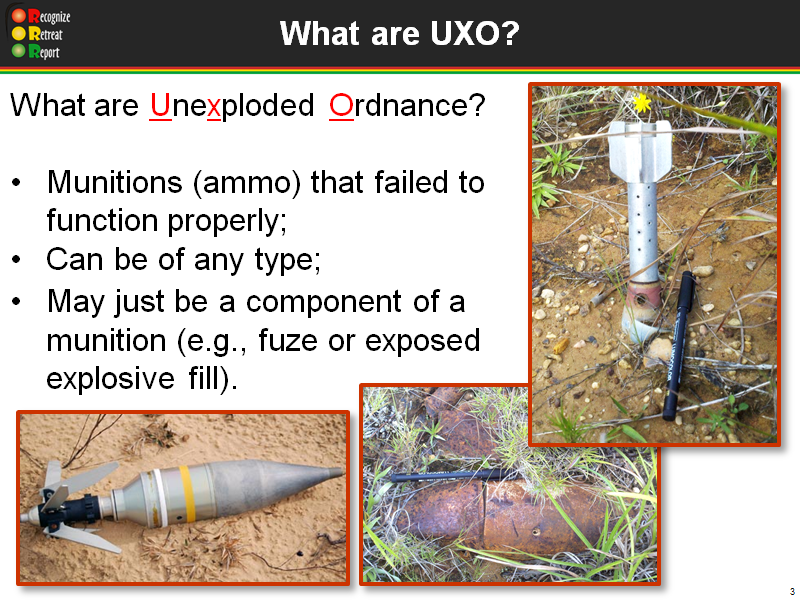 Recognize
Retreat
Report
What are UXO?
What are Unexploded Ordnance?
• Munitions (ammo) that failed to
function properly;
• Can be of any type;
• May just be a component of a
munition (e.g., fuze or exposed
explosive fill).
3